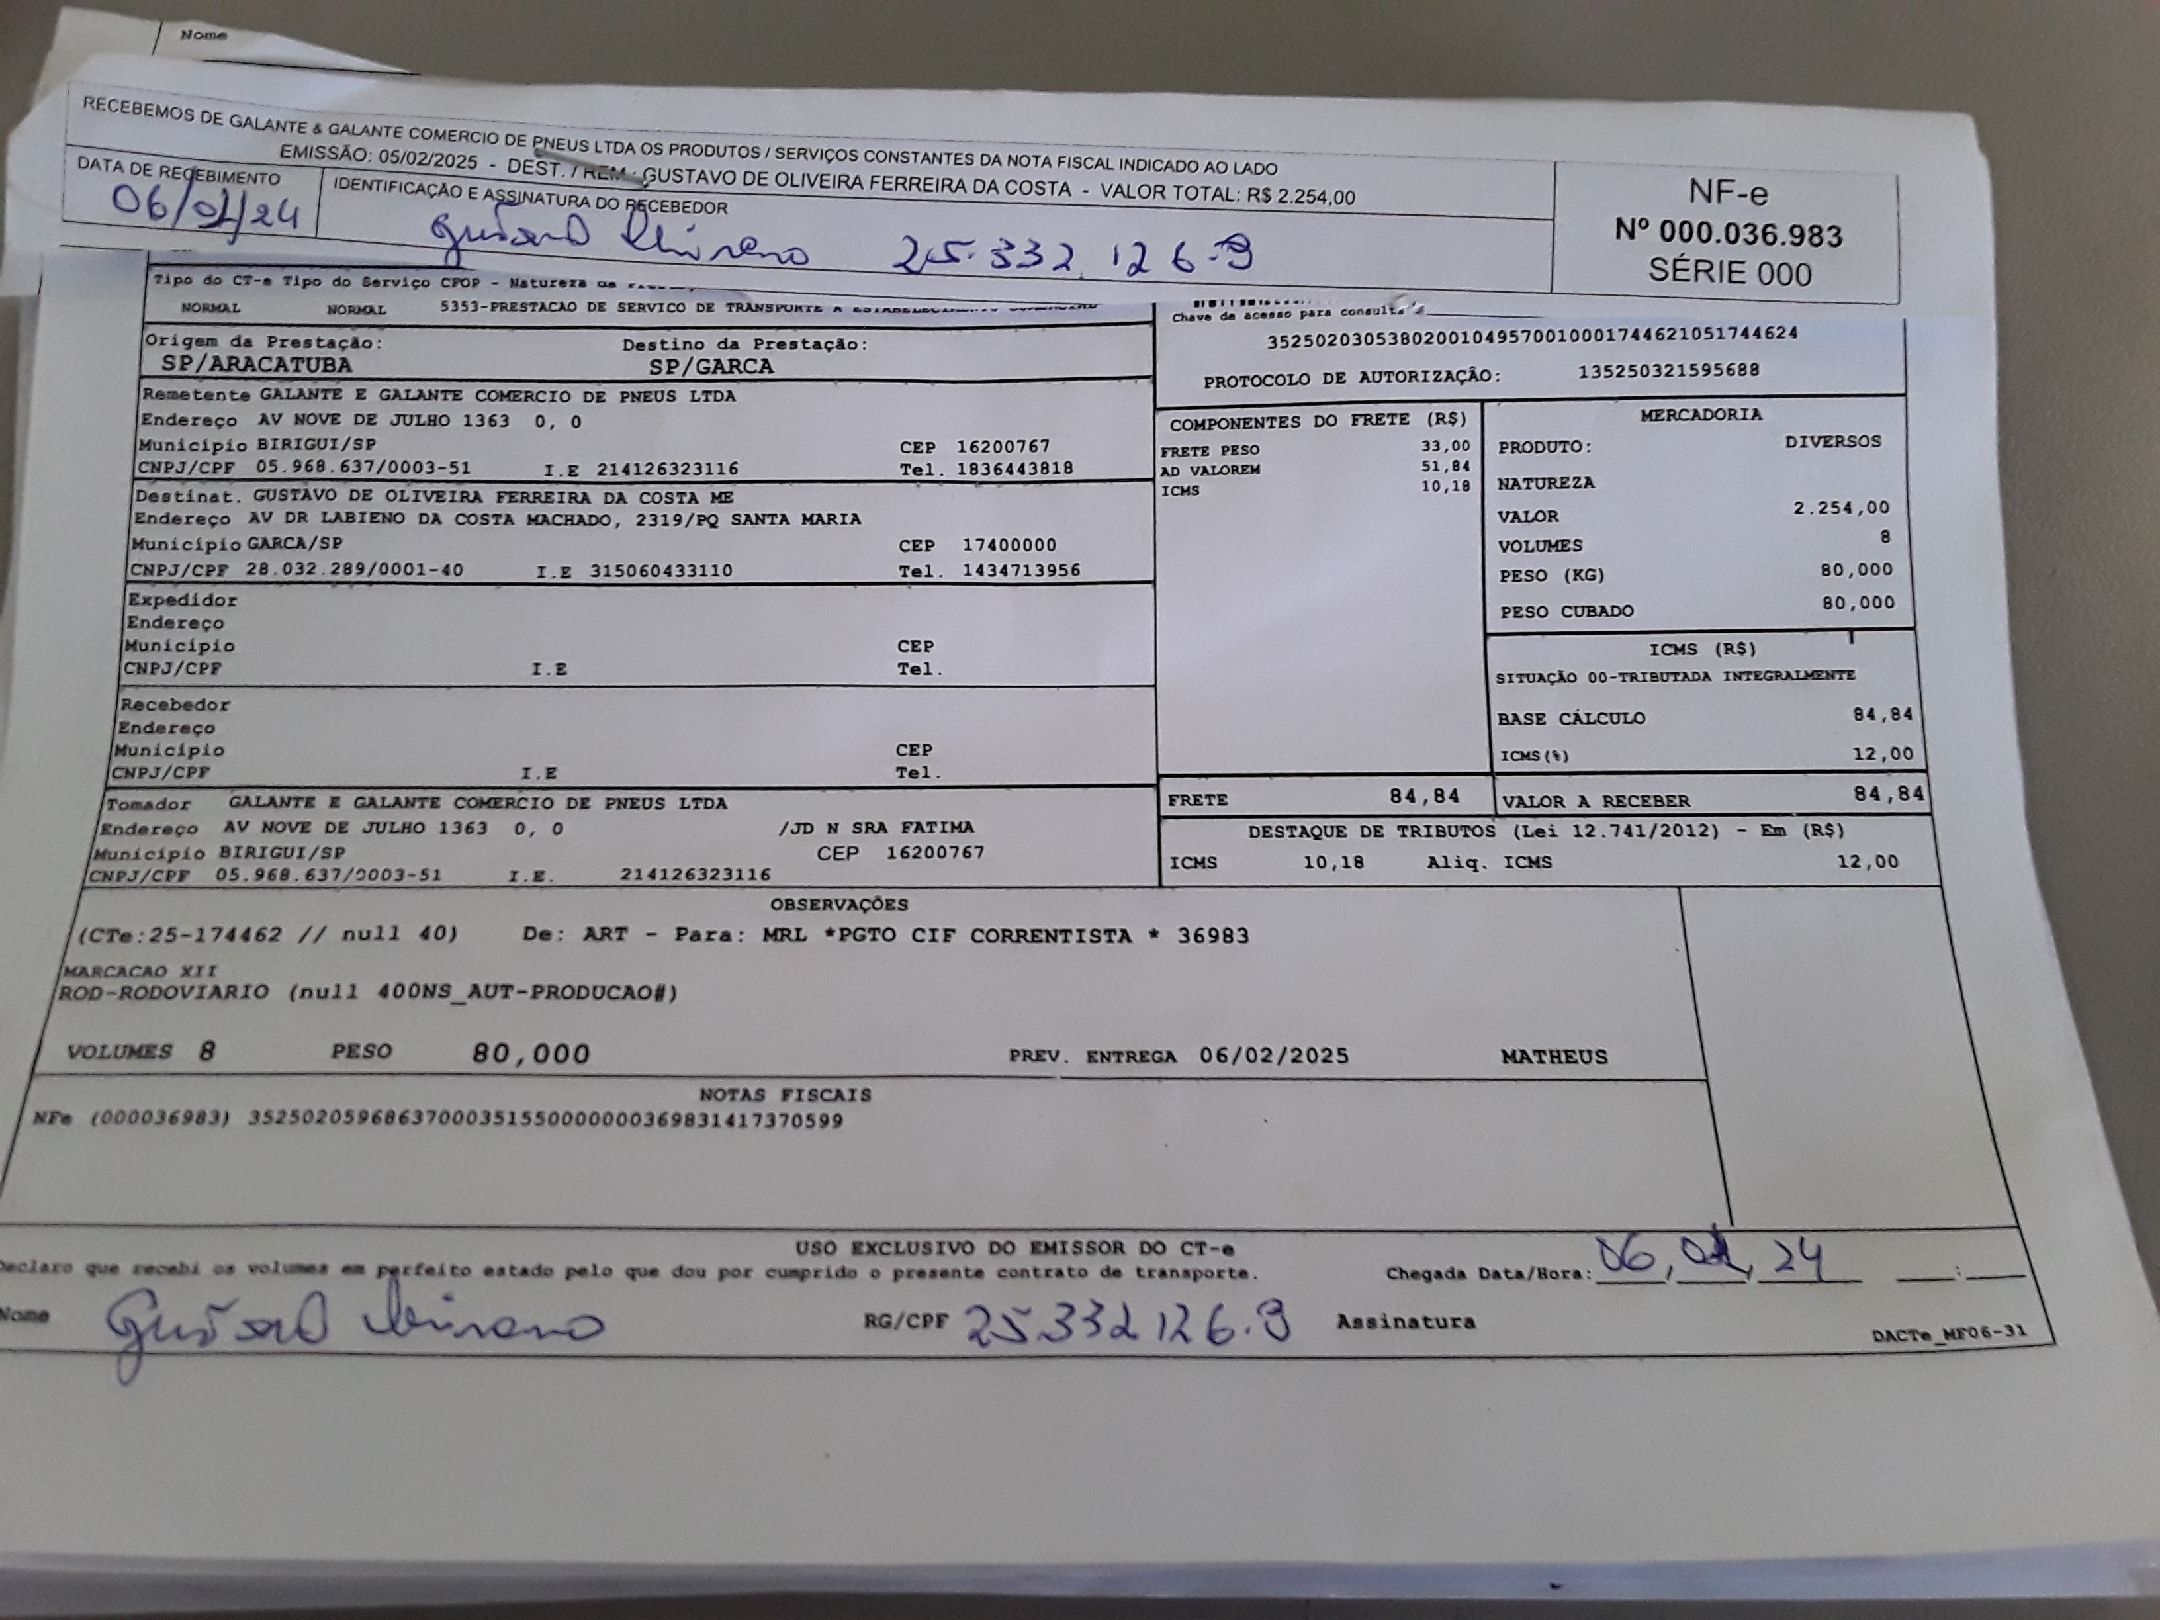 Nome
RECEBEMOS DE GALANTE & GALANTE COMERCIO DE PNEUS LTDA OS PRODUTOS / SERVIÇOS CONSTANTES DA NOTA FISCAL INDICADO AO LADO
EMISSÃO: 05/02/2025 - DEST. / REM.: GUSTAVO DE OLIVEIRA FERREIRA DA COSTA - VALOR TOTAL: R$ 2.254,00
DATA DE RECEBIMENTO
06/02/24
IDENTIFICAÇÃO E ASSINATURA DO RECEBEDOR
25.332.126-9
NF-e
Nº 000.036.983
SÉRIE 000
Tipo do CT-e Tipo do Serviço CFOP - Natureza
NORMAL NORMAL 5353-PRESTACAO DE SERVICO DE TRANSPORTE A
Chave de acesso para consulta
35250203053802001049570010001744621051744624
PROTOCOLO DE AUTORIZAÇÃO: 135250321595688
Origem da Prestação: Destino da Prestação:
SP/ARACATUBA SP/GARCA
Remetente GALANTE E GALANTE COMERCIO DE PNEUS LTDA
Endereço AV NOVE DE JULHO 1363 0, 0
Município BIRIGUI/SP CEP 16200767
CNPJ/CPF 05.968.637/0003-51 I.E 214126323116 Tel. 1836443818
Destinat. GUSTAVO DE OLIVEIRA FERREIRA DA COSTA ME
Endereço AV DR LABIENO DA COSTA MACHADO, 2319/PQ SANTA MARIA
Município GARCA/SP CEP 17400000
CNPJ/CPF 28.032.289/0001-40 I.E 315060433110 Tel. 1434713956
Expedidor
Endereço
Município CEP
CNPJ/CPF I.E Tel.
Recebedor
Endereço
Município CEP
CNPJ/CPF I.E Tel.
Tomador GALANTE E GALANTE COMERCIO DE PNEUS LTDA
Endereço AV NOVE DE JULHO 1363 0, 0 /JD N SRA FATIMA
Município BIRIGUI/SP CEP 16200767
CNPJ/CPF 05.968.637/0003-51 I.E. 214126323116
COMPONENTES DO FRETE (R$)
FRETE PESO 33,00
AD VALOREM 51,84
ICMS 10,18
MERCADORIA
PRODUTO: DIVERSOS
NATUREZA
VALOR 2.254,00
VOLUMES 8
PESO (KG) 80,000
PESO CUBADO 80,000
ICMS (R$)
SITUAÇÃO 00-TRIBUTADA INTEGRALMENTE
BASE CÁLCULO 84,84
ICMS(%) 12,00
FRETE 84,84 VALOR A RECEBER 84,84
DESTAQUE DE TRIBUTOS (Lei 12.741/2012) - Em (R$)
ICMS 10,18 Aliq. ICMS 12,00
OBSERVAÇÕES
(CTe:25-174462 // null 40) De: ART - Para: MRL *PGTO CIF CORRENTISTA * 36983
MARCACAO XII
ROD-RODOVIARIO (null 400NS_AUT-PRODUCAO#)
VOLUMES 8 PESO 80,000 PREV. ENTREGA 06/02/2025 MATHEUS
NOTAS FISCAIS
NFe (000036983) 35250205968637000351550000000369831417370599
USO EXCLUSIVO DO EMISSOR DO CT-e
Declaro que recebi os volumes em perfeito estado pelo que dou por cumprido o presente contrato de transporte. Chegada Data/Hora: 06, 02, 24 :
Nome RG/CPF 25332126.9 Assinatura
DACTe_MF06-31